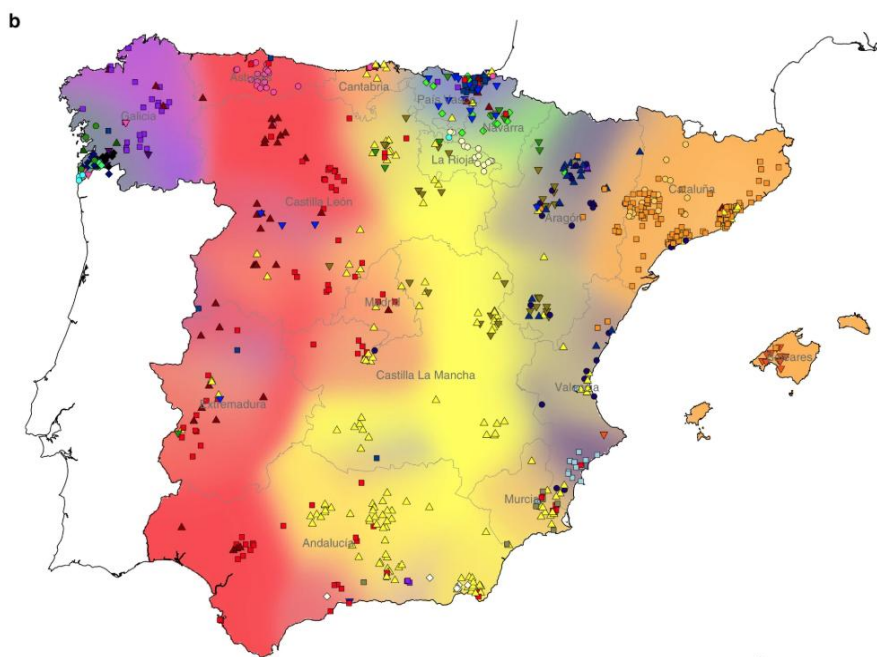 b
Asturias
Cantabria
País Vasco
Galicia
Navarra
La Rioja
Cataluña
Castilla León
Aragón
Madrid
Baleares
Castilla La Mancha
Valencia
Extremadura
Murcia
Andalucía